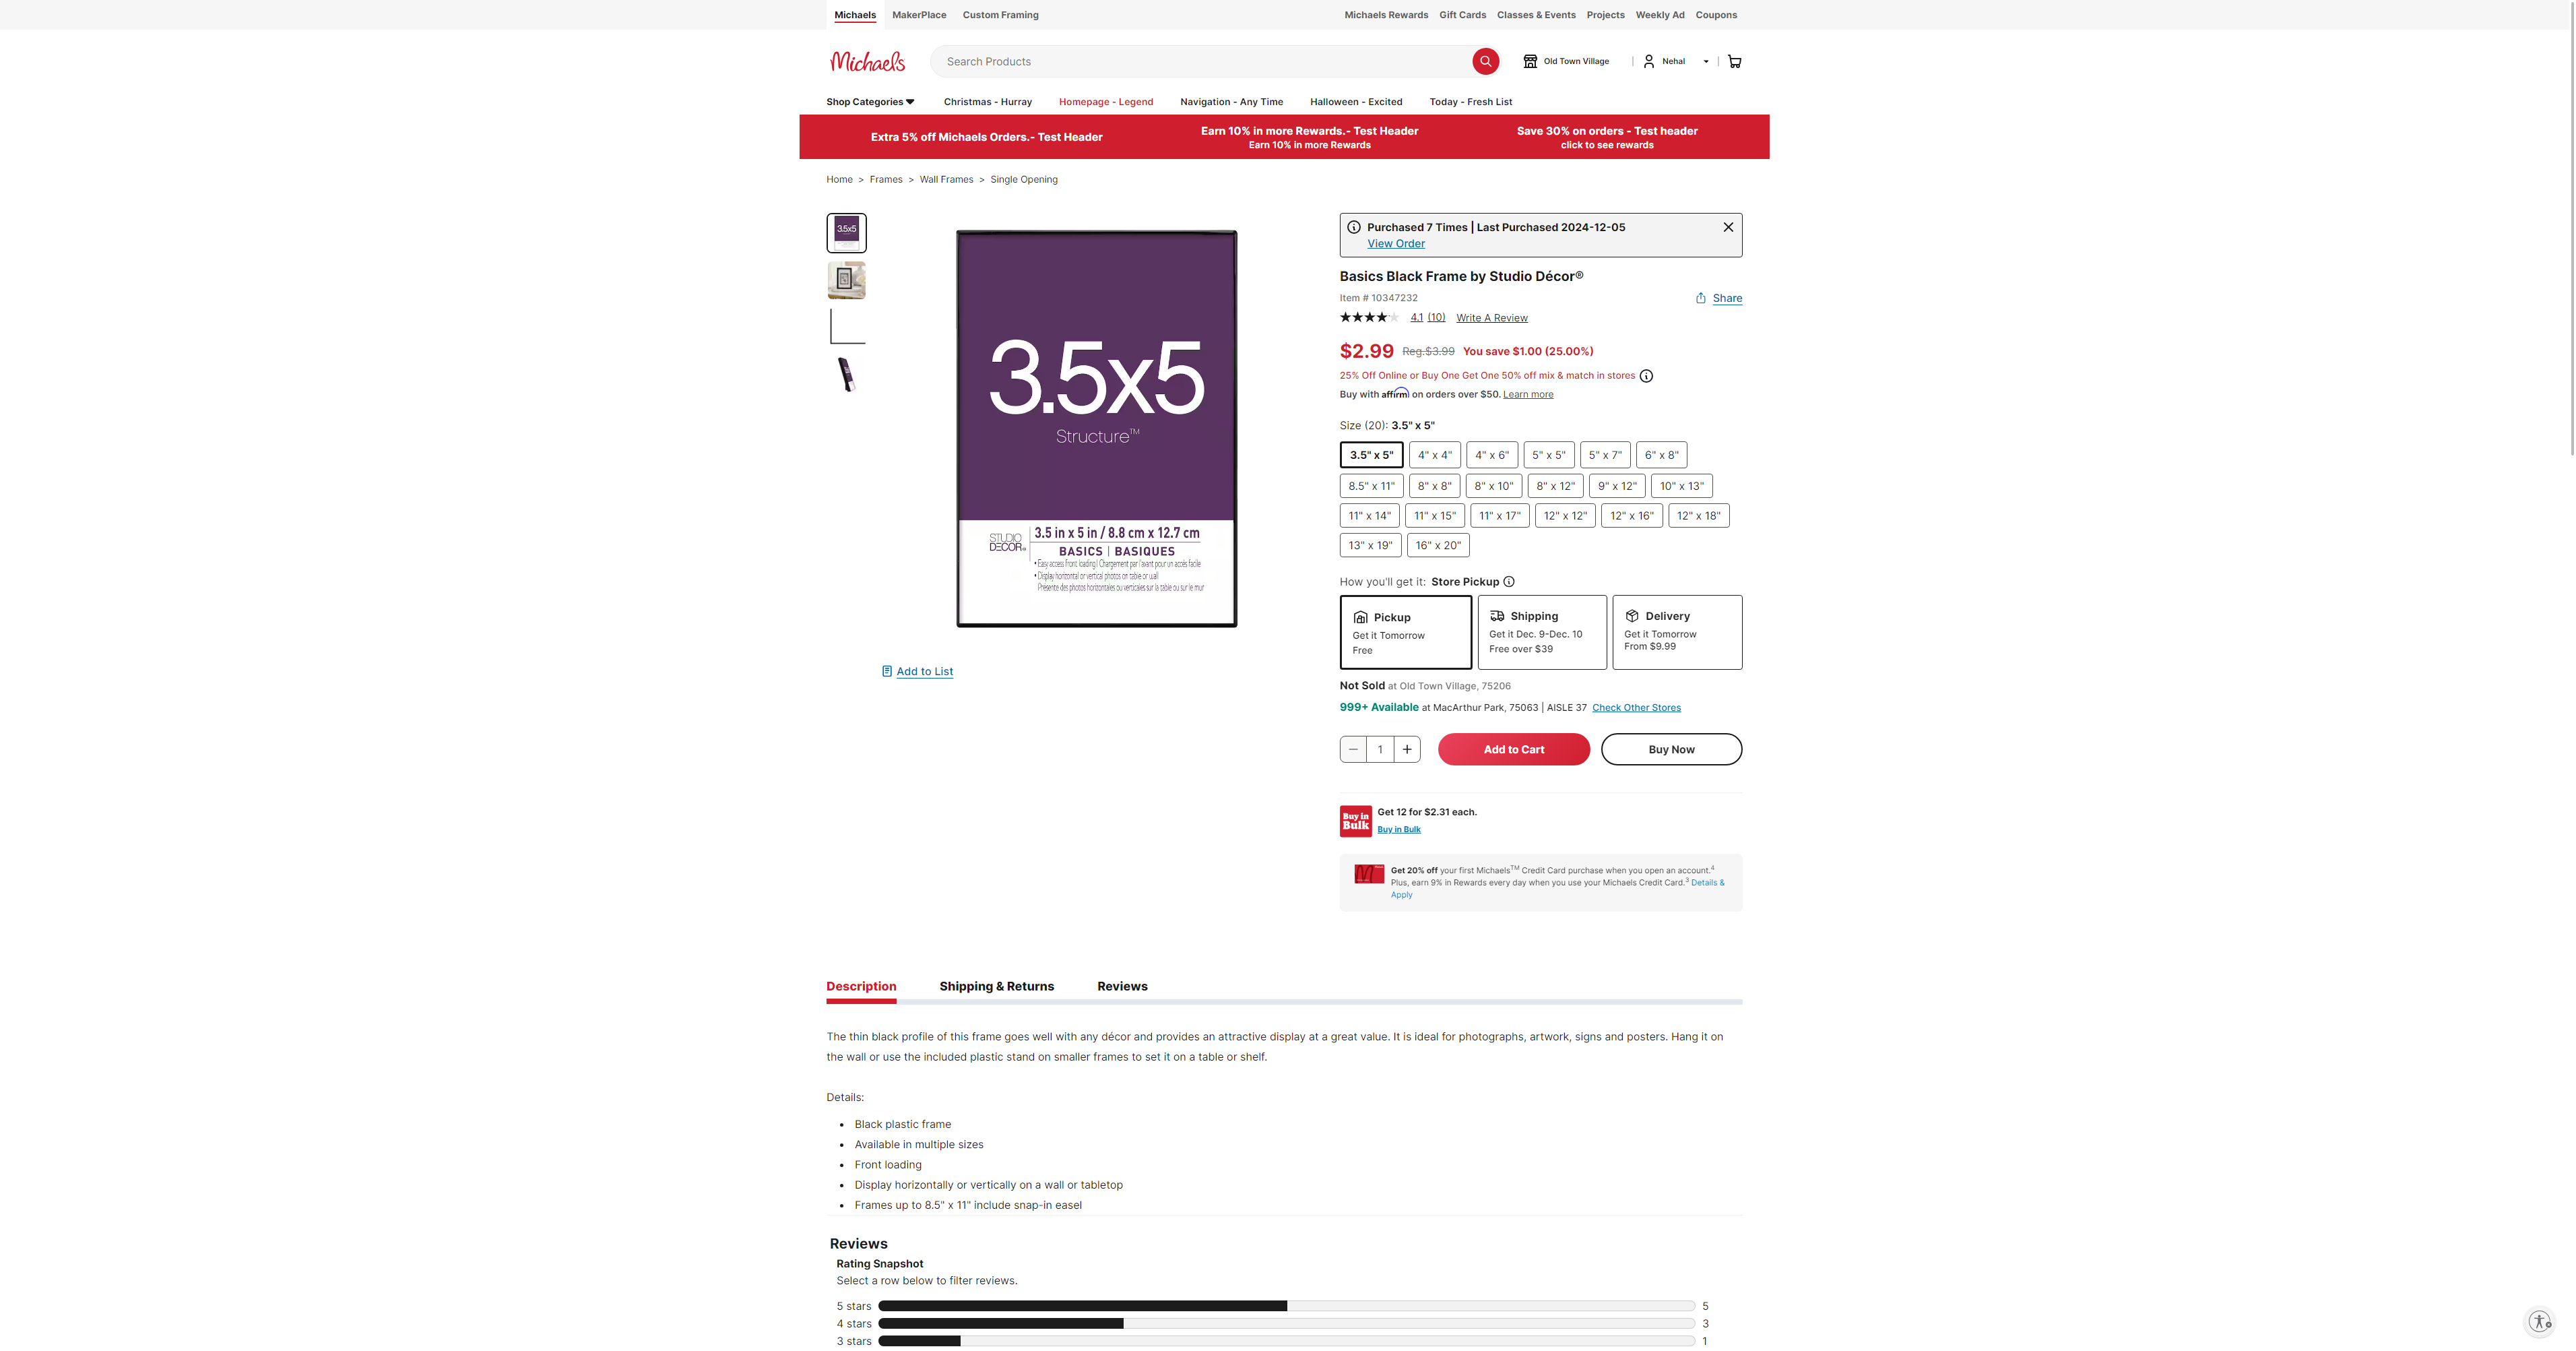 Michaels MakerPlace Custom Framing
Michaels Rewards Gift Cards Classes & Events Projects Weekly Ad Coupons
Michaels
Search Products
Old Town Village | Nehal |
Shop Categories Christmas - Hurray Homepage - Legend Navigation - Any Time Halloween - Excited Today - Fresh List
Extra 5% off Michaels Orders.- Test Header
Earn 10% in more Rewards.- Test Header
Earn 10% in more Rewards
Save 30% on orders - Test header
click to see rewards
Home > Frames > Wall Frames > Single Opening
3.5x5
3.5x5
Structure™
STUDIO
DECOR
3.5 in x 5 in / 8.8 cm x 12.7 cm
BASICS | BASIQUES
• Easy access front loading | Chargement par l'avant pour un accès facile
• Display horizontal or vertical photos on table or wall
Présente des photos horizontales ou verticales sur la table ou sur le mur
Add to List
Purchased 7 Times | Last Purchased 2024-12-05
View Order
Basics Black Frame by Studio Décor®
Item # 10347232
Share
4.1 (10) Write A Review
$2.99 Reg.$3.99 You save $1.00 (25.00%)
25% Off Online or Buy One Get One 50% off mix & match in stores
Buy with affirm on orders over $50. Learn more
Size (20): 3.5" x 5"
3.5" x 5" 4" x 4" 4" x 6" 5" x 5" 5" x 7" 6" x 8"
8.5" x 11" 8" x 8" 8" x 10" 8" x 12" 9" x 12" 10" x 13"
11" x 14" 11" x 15" 11" x 17" 12" x 12" 12" x 16" 12" x 18"
13" x 19" 16" x 20"
How you'll get it: Store Pickup
Pickup
Get it Tomorrow
Free
Shipping
Get it Dec. 9-Dec. 10
Free over $39
Delivery
Get it Tomorrow
From $9.99
Not Sold at Old Town Village, 75206
999+ Available at MacArthur Park, 75063 | AISLE 37 Check Other Stores
1
Add to Cart
Buy Now
Buy in
Bulk
Get 12 for $2.31 each.
Buy in Bulk
Get 20% off your first Michaels™ Credit Card purchase when you open an account.⁴
Plus, earn 9% in Rewards every day when you use your Michaels Credit Card.³ Details &
Apply
Description Shipping & Returns Reviews
The thin black profile of this frame goes well with any décor and provides an attractive display at a great value. It is ideal for photographs, artwork, signs and posters. Hang it on
the wall or use the included plastic stand on smaller frames to set it on a table or shelf.
Details:
• Black plastic frame
• Available in multiple sizes
• Front loading
• Display horizontally or vertically on a wall or tabletop
• Frames up to 8.5" x 11" include snap-in easel
Reviews
Rating Snapshot
Select a row below to filter reviews.
5 stars 5
4 stars 3
3 stars 1